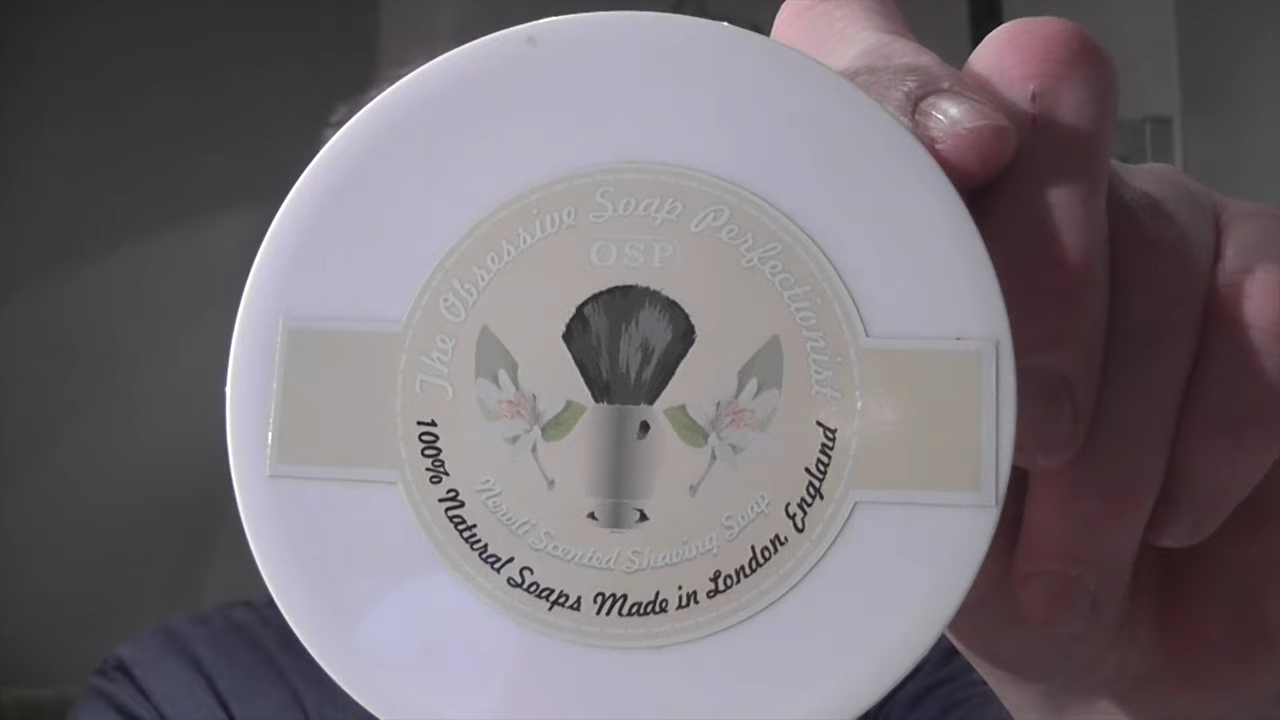 The Obsessive Soap Perfectionist
OSP
Neroli Scented Shaving Soap
100% Natural Soaps Made in London, England